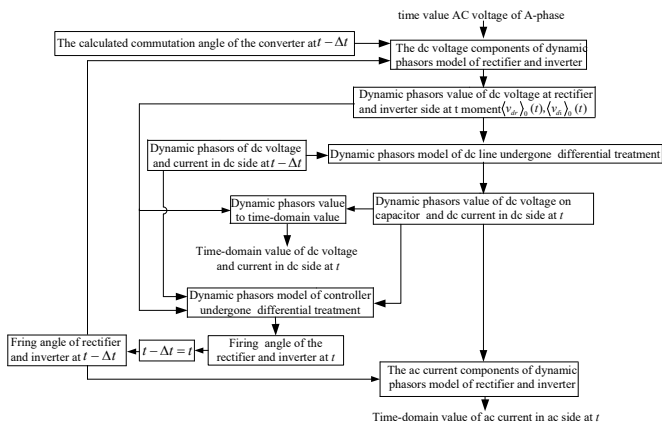 time value AC voltage of A-phase
The calculated commutation angle of the converter at t − Δt
The dc voltage components of dynamic
phasors model of rectifier and inverter
Dynamic phasors value of dc voltage at rectifier
and inverter side at t moment ⟨v_dr⟩_0 (t), ⟨v_di⟩_0 (t)
Dynamic phasors of dc voltage
and current in dc side at t − Δt
Dynamic phasors model of dc line undergone differential treatment
Dynamic phasors value
to time-domain value
Dynamic phasors value of dc voltage on
capacitor and dc current in dc side at t
Time-domain value of dc voltage
and current in dc side at t
Dynamic phasors model of controller
undergone differential treatment
Fring angle of rectifier
and inverter at t − Δt
t − Δt = t
Firing angle of the
rectifier and inverter at t
The ac current components of dynamic
phasors model of rectifier and inverter
Time-domain value of ac current in ac side at t